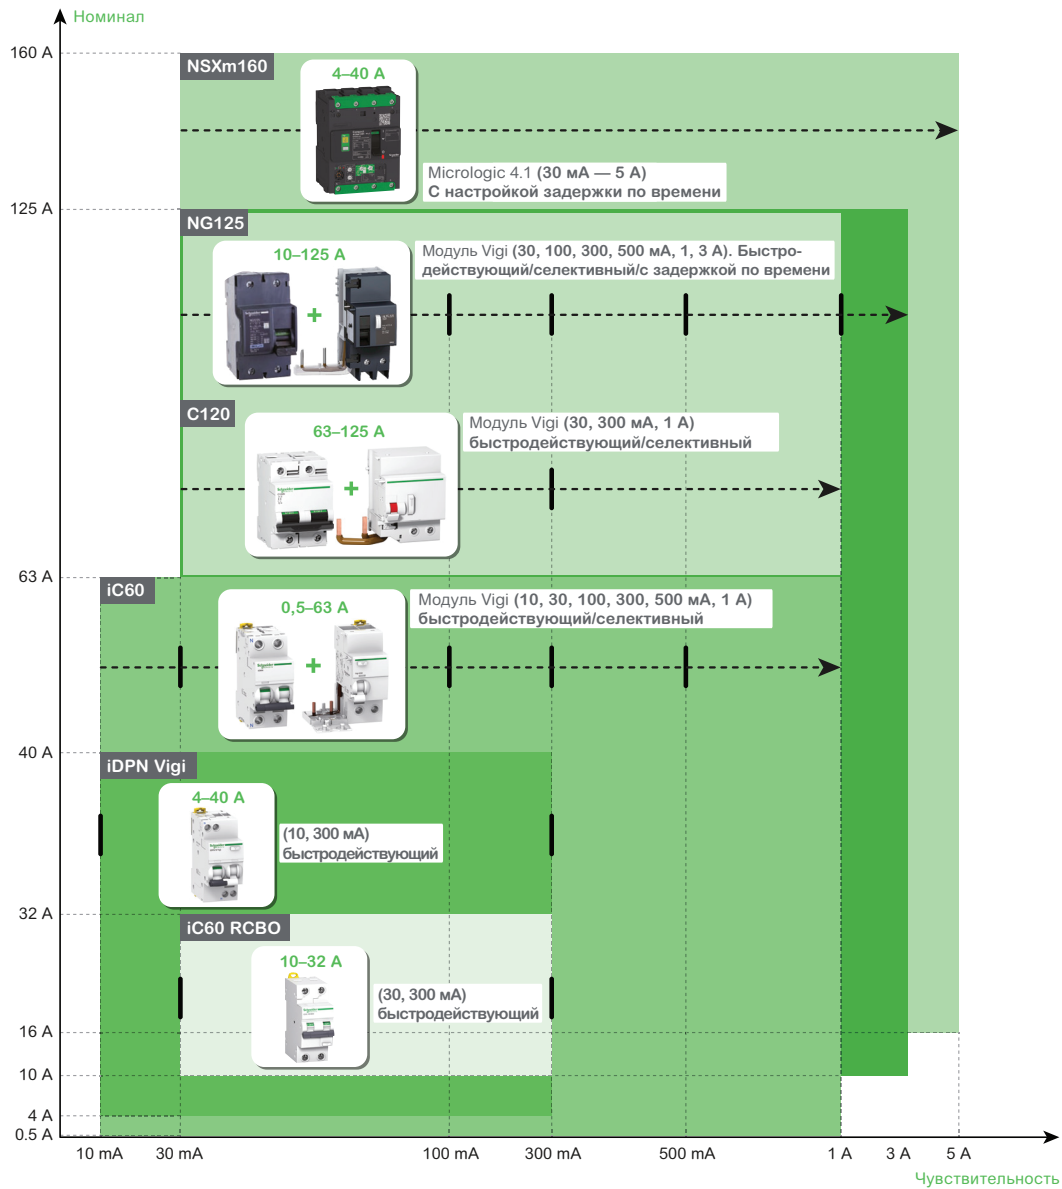 Номинал
160 A
NSXm160
4–40 A
Micrologic 4.1 (30 мА — 5 А)
С настройкой задержки по времени
125 A
NG125
10–125 A
Модуль Vigi (30, 100, 300, 500 мА, 1, 3 А). Быстро-
действующий/селективный/с задержкой по времени
C120
63–125 A
Модуль Vigi (30, 300 мА, 1 А)
быстродействующий/селективный
63 A
iC60
0,5–63 A
Модуль Vigi (10, 30, 100, 300, 500 мА, 1 А)
быстродействующий/селективный
40 A
iDPN Vigi
4–40 A
(10, 300 мА)
быстродействующий
32 A
iC60 RCBO
10–32 A
(30, 300 мА)
быстродействующий
16 A
10 A
4 A
0.5 A
10 mA
30 mA
100 mA
300 mA
500 mA
1 A
3 A
5 A
Чувствительность